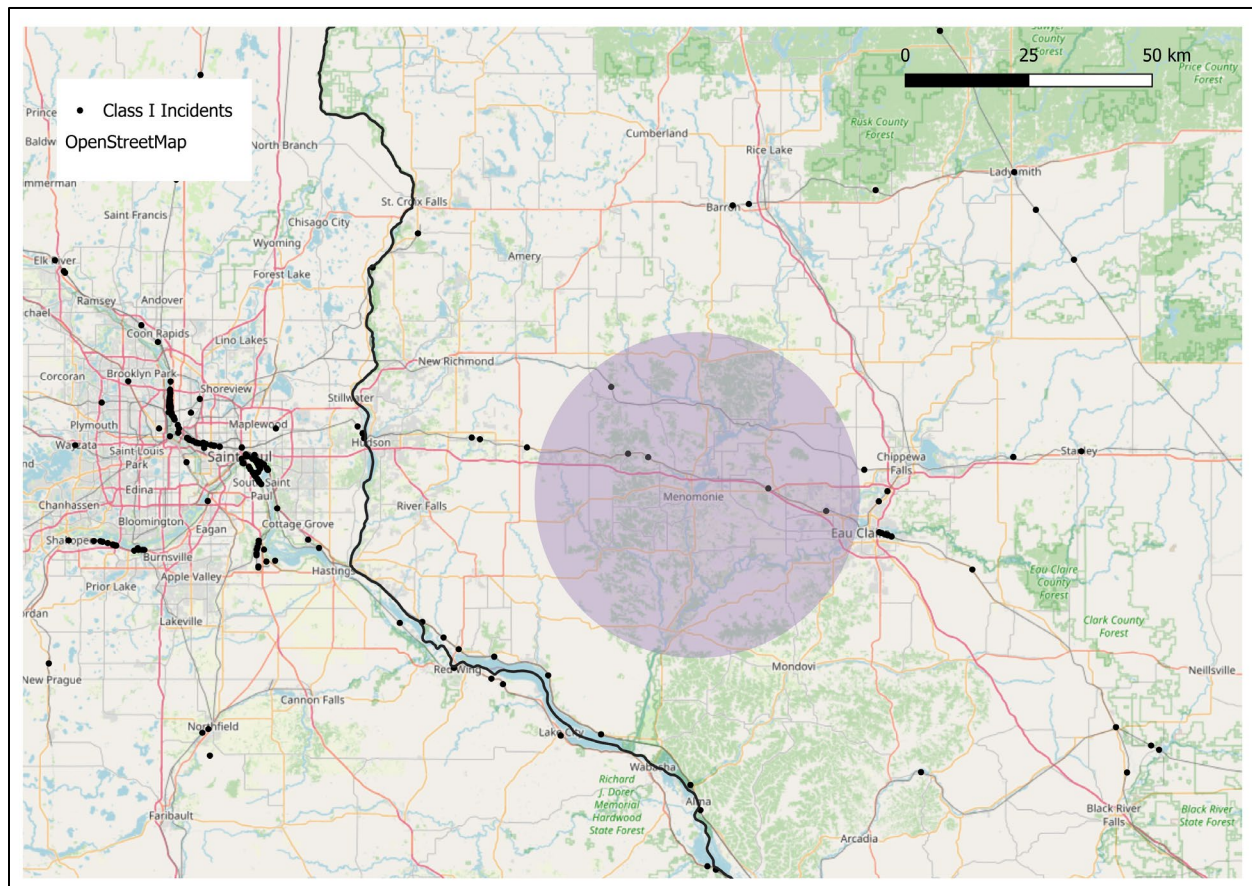 Sawyer
County
Forest
0 25 50 km
Price County
Forest
Class I Incidents
OpenStreetMap
Cumberland
Rusk County
Forest
North Branch
Rice Lake
Ladysmith
St. Croix Falls
Barron
Saint Francis
Chisago City
Wyoming
Amery
Elk River
Forest Lake
Ramsey
Andover
Coon Rapids
Lino Lakes
New Richmond
Corcoran
Brooklyn Park
Shoreview
Stillwater
Plymouth
Maplewood
Hudson
Saint Louis
Park
Saint Paul
Chippewa
Falls
Stanley
Edina
South Saint
Paul
Menomonie
Chanhassen
River Falls
Bloomington
Eagan
Cottage Grove
Eau Claire
Shakopee
Burnsville
Hastings
Apple Valley
Eau Claire
County
Forest
Prior Lake
Lakeville
Clark County
Forest
New Prague
Red Wing
Mondovi
Neillsville
Cannon Falls
Northfield
Lake City
Wabasha
Richard
J. Dorer
Memorial
Hardwood
State Forest
Alma
Faribault
Arcadia
Black River
Falls
Black River
State Forest